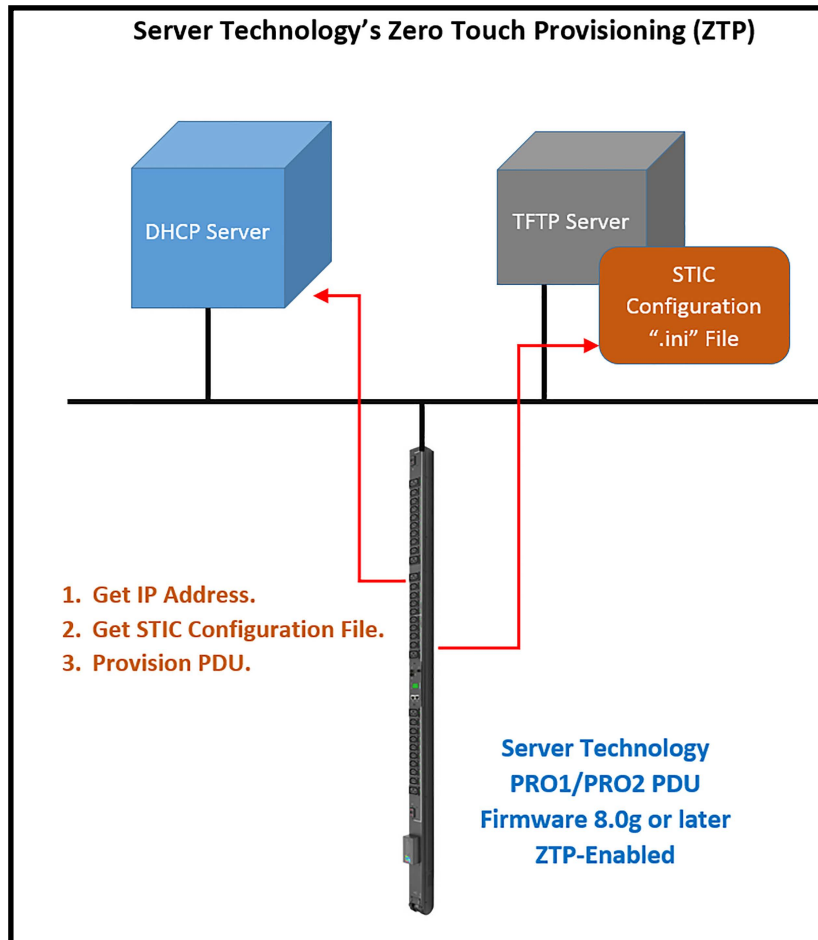 Server Technology’s Zero Touch Provisioning (ZTP)
DHCP Server
TFTP Server
STIC
Configuration
“.ini” File
1. Get IP Address.
2. Get STIC Configuration File.
3. Provision PDU.
Server Technology
PRO1/PRO2 PDU
Firmware 8.0g or later
ZTP-Enabled